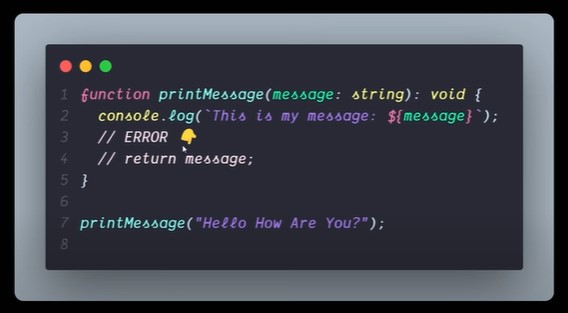 1 function printMessage(message: string): void {
2 console.log(`This is my message: ${message}`);
3 // ERROR 👇
4 // return message;
5 }
6
7 printMessage("Hello How Are You?");
8